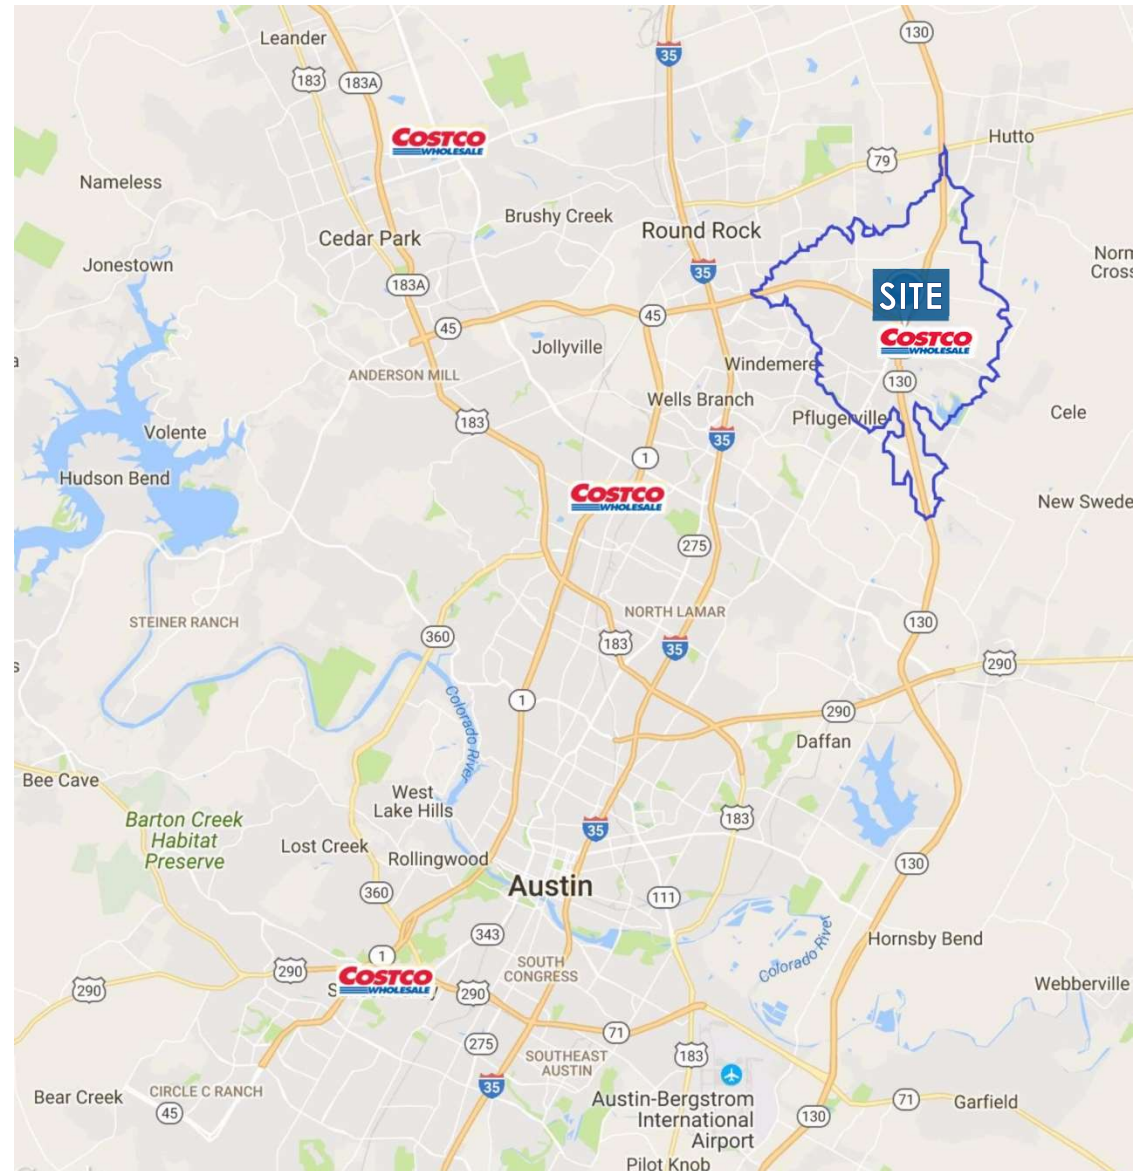 130
Leander
35
183
183A
COSTCO
WHOLESALE
Hutto
79
Nameless
Brushy Creek
Round Rock
Cedar Park
Jonestown
35
Norm
Cross
183A
SITE
45
45
COSTCO
WHOLESALE
Jollyville
Windemere
ANDERSON MILL
130
Wells Branch
183
Pflugerville
Cele
Volente
35
1
Hudson Bend
COSTCO
WHOLESALE
New Swede
275
STEINER RANCH
NORTH LAMAR
130
360
183
35
290
Colorado River
1
290
Daffan
Bee Cave
West
Lake Hills
Barton Creek
Habitat
Preserve
183
35
Lost Creek
Rollingwood
130
Austin
360
111
343
Hornsby Bend
1
Colorado River
SOUTH
CONGRESS
290
COSTCO
WHOLESALE
290
290
Webberville
71
275
SOUTHEAST
AUSTIN
183
35
CIRCLE C RANCH
Bear Creek
45
Austin-Bergstrom
International
Airport
130
71
Garfield
Pilot Knob